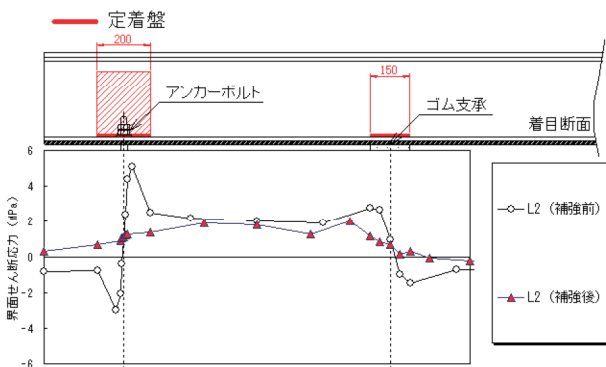 定着盤
200
150
アンカーボルト
ゴム支承
着目断面
6
4
2
0
-2
-4
-6
界面せん断応力 (MPa)
L2 (補強前)
L2 (補強後)